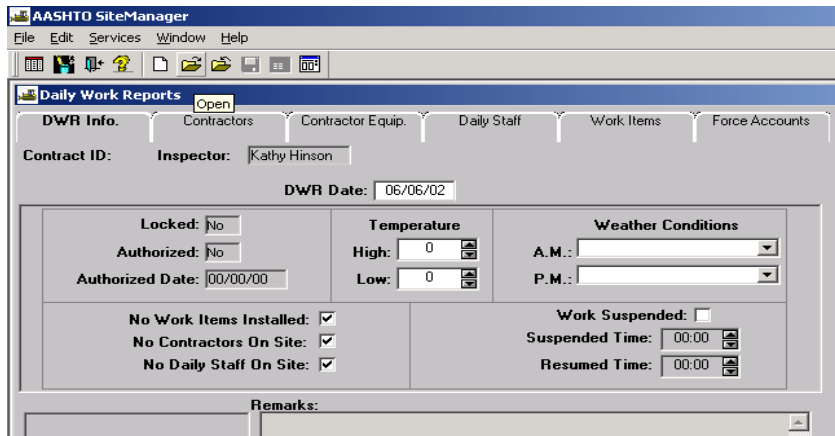 AASHTO SiteManager
File Edit Services Window Help
Daily Work Reports
Open
DWR Info. Contractors Contractor Equip. Daily Staff Work Items Force Accounts
Contract ID: Inspector: Kathy Hinson
DWR Date: 06/06/02
Locked: No
Authorized: No
Authorized Date: 00/00/00
Temperature
High: 0
Low: 0
Weather Conditions
A.M.:
P.M.:
No Work Items Installed:
No Contractors On Site:
No Daily Staff On Site:
Work Suspended:
Suspended Time: 00:00
Resumed Time: 00:00
Remarks: